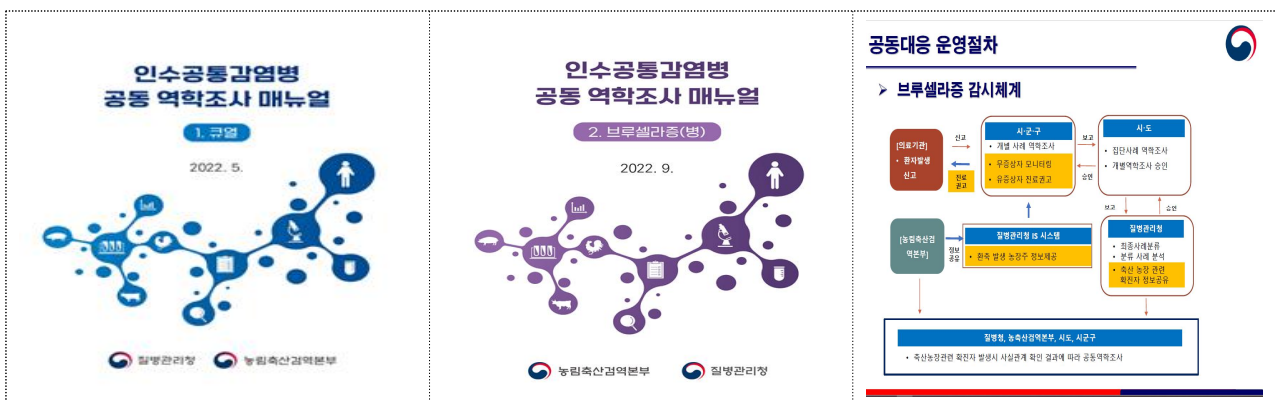 인수공통감염병
공동 역학조사 매뉴얼
1. 큐열
2022. 5.
질병관리청
농림축산검역본부
인수공통감염병
공동 역학조사 매뉴얼
2. 브루셀라증(병)
2022. 9.
농림축산검역본부
질병관리청
공동대응 운영절차
➢ 브루셀라증 감시체계
[의료기관]
• 환자발생
신고
신고
진료
권고
시·군·구
• 개별 사례 역학조사
• 무증상자 모니터링
• 유증상자 진료권고
보고
승인
시·도
• 집단사례 역학조사
• 개별역학조사 승인
보고
승인
[농림축산검
역본부]
정보
공유
질병관리청 IS 시스템
• 환축 발생 농장주 정보제공
질병관리청
• 최종사례분류
• 분류 사례 분석
• 축산 농장 관련
확진자 정보공유
질병청, 농축산검역본부, 시도, 시군구
• 축산농장관련 확진자 발생시 사실관계 확인 결과에 따라 공동역학조사